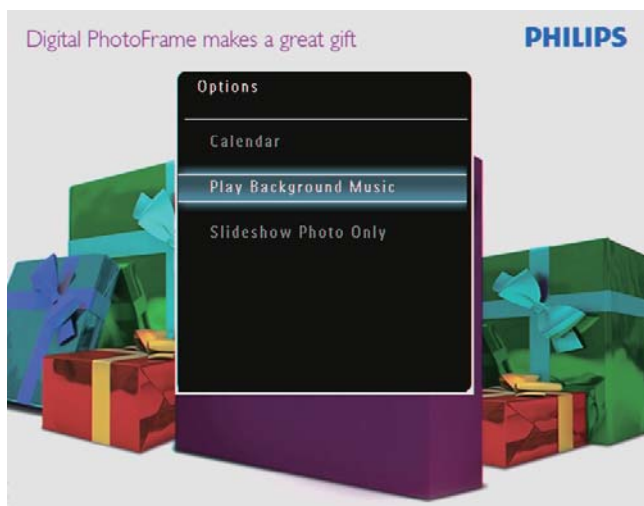 Digital PhotoFrame makes a great gift
PHILIPS
Options
Calendar
Play Background Music
Slideshow Photo Only